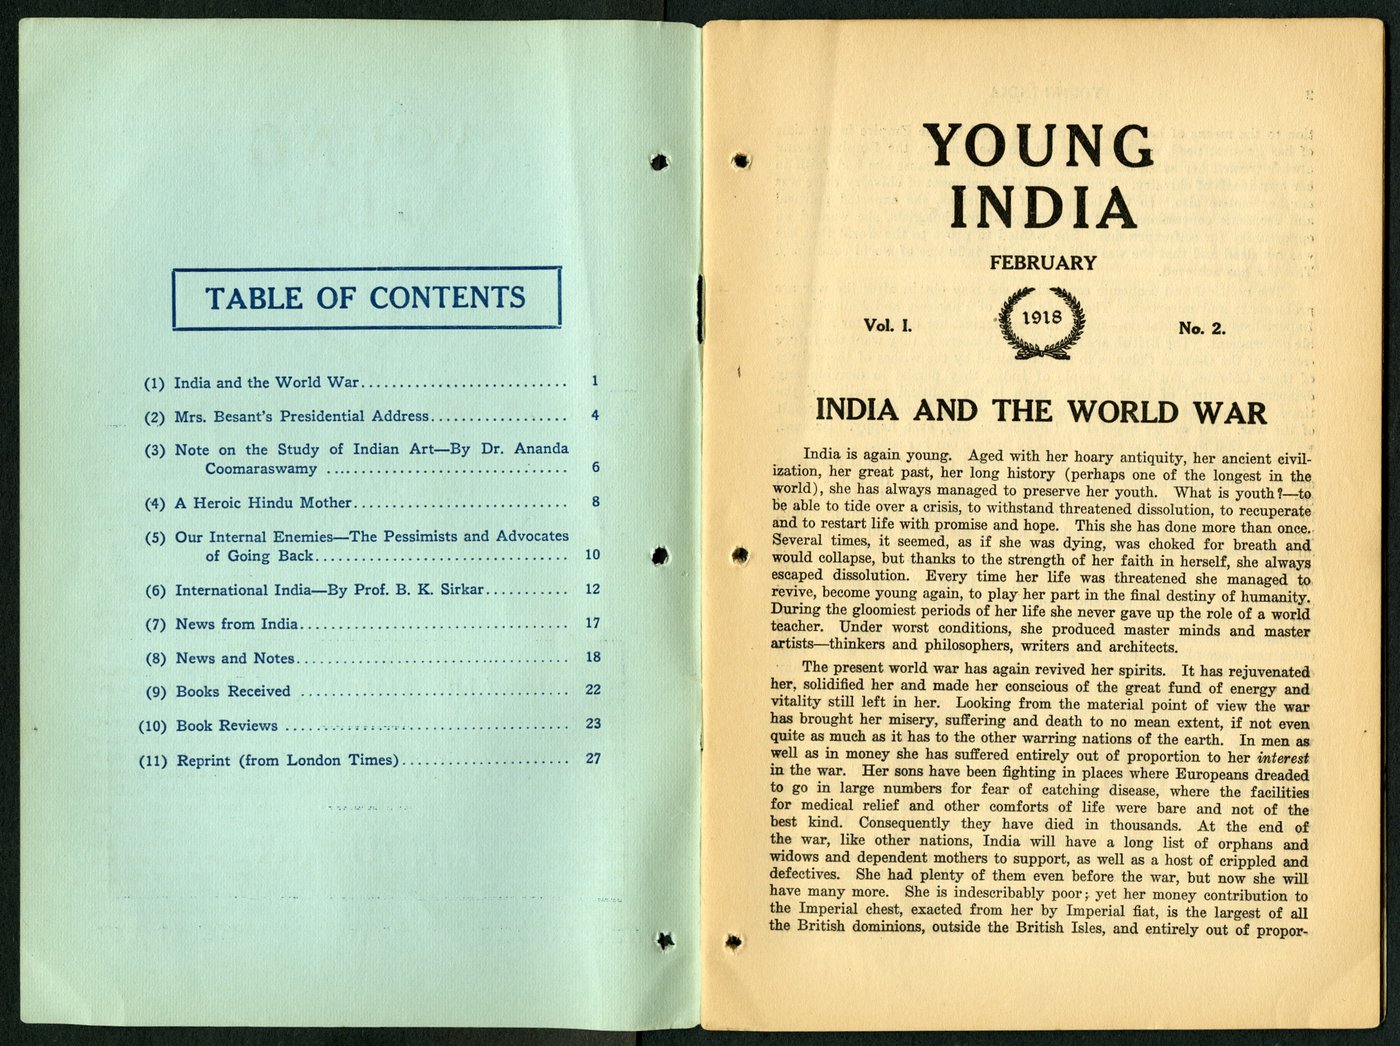 TABLE OF CONTENTS
(1) India and the World War........................... 1
(2) Mrs. Besant's Presidential Address.................. 4
(3) Note on the Study of Indian Art—By Dr. Ananda
Coomaraswamy ............................... 6
(4) A Heroic Hindu Mother............................ 8
(5) Our Internal Enemies—The Pessimists and Advocates
of Going Back................................. 10
(6) International India—By Prof. B. K. Sirkar........... 12
(7) News from India................................... 17
(8) News and Notes................................... 18
(9) Books Received ................................... 22
(10) Book Reviews ..................................... 23
(11) Reprint (from London Times)...................... 27
YOUNG
INDIA
FEBRUARY
Vol. I.
1918
No. 2.
INDIA AND THE WORLD WAR
India is again young. Aged with her hoary antiquity, her ancient civil-
ization, her great past, her long history (perhaps one of the longest in the
world), she has always managed to preserve her youth. What is youth?—to
be able to tide over a crisis, to withstand threatened dissolution, to recuperate
and to restart life with promise and hope. This she has done more than once.
Several times, it seemed, as if she was dying, was choked for breath and
would collapse, but thanks to the strength of her faith in herself, she always
escaped dissolution. Every time her life was threatened she managed to
revive, become young again, to play her part in the final destiny of humanity.
During the gloomiest periods of her life she never gave up the role of a world
teacher. Under worst conditions, she produced master minds and master
artists—thinkers and philosophers, writers and architects.
The present world war has again revived her spirits. It has rejuvenated
her, solidified her and made her conscious of the great fund of energy and
vitality still left in her. Looking from the material point of view the war
has brought her misery, suffering and death to no mean extent, if not even
quite as much as it has to the other warring nations of the earth. In men as
well as in money she has suffered entirely out of proportion to her interest
in the war. Her sons have been fighting in places where Europeans dreaded
to go in large numbers for fear of catching disease, where the facilities
for medical relief and other comforts of life were bare and not of the
best kind. Consequently they have died in thousands. At the end of
the war, like other nations, India will have a long list of orphans and
widows and dependent mothers to support, as well as a host of crippled and
defectives. She had plenty of them even before the war, but now she will
have many more. She is indescribably poor; yet her money contribution to
the Imperial chest, exacted from her by Imperial fiat, is the largest of all
the British dominions, outside the British Isles, and entirely out of propor-